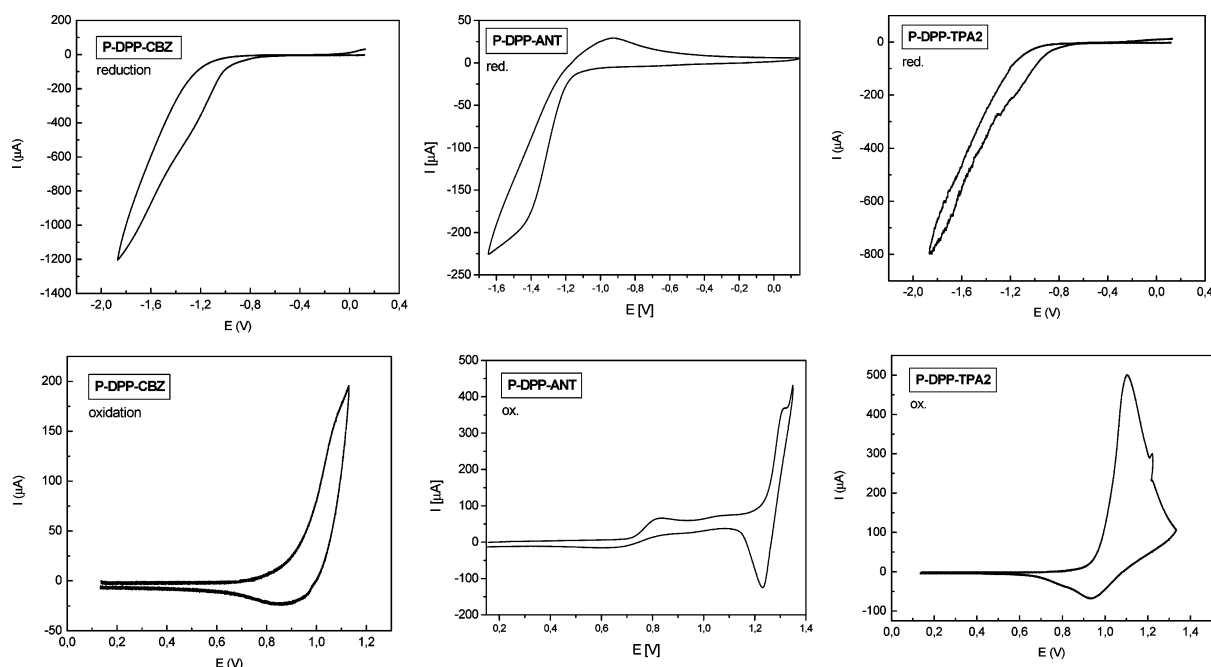 200
0
-200
-400
-600
-800
-1000
-1200
-1400
I (μA)
P-DPP-CBZ
reduction
-2,0 -1,6 -1,2 -0,8 -0,4 0,0 0,4
E (V)
50
0
-50
-100
-150
-200
-250
I [μA]
P-DPP-ANT
red.
-1,6 -1,4 -1,2 -1,0 -0,8 -0,6 -0,4 -0,2 0,0
E [V]
0
-200
-400
-600
-800
I (μA)
P-DPP-TPA2
red.
-2,0 -1,6 -1,2 -0,8 -0,4 0,0 0,4
E (V)
200
150
100
50
0
50
I (μA)
P-DPP-CBZ
oxidation
0,0 0,2 0,4 0,6 0,8 1,0 1,2
E (V)
500
400
300
200
100
0
-100
-200
I [μA]
P-DPP-ANT
ox.
0,2 0,4 0,6 0,8 1,0 1,2 1,4
E [V]
500
400
300
200
100
0
-100
I (μA)
P-DPP-TPA2
ox.
0,0 0,2 0,4 0,6 0,8 1,0 1,2 1,4
E (V)